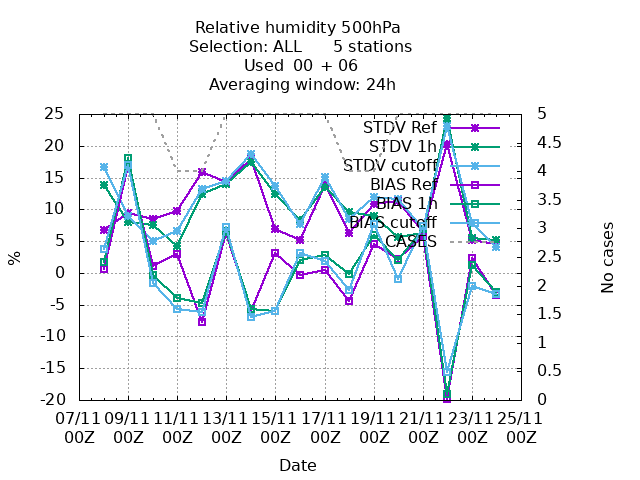 Relative humidity 500hPa
Selection: ALL 5 stations
Used 00 + 06
Averaging window: 24h
25 5
20 4.5
15 4
10 3.5
5 3
0 2.5
-5 2
-10 1.5
-15 1
-20 0.5
0
%
No cases
STDV Ref
STDV 1h
STDV cutoff
BIAS Ref
BIAS 1h
BIAS cutoff
CASES
07/11 09/11 11/11 13/11 15/11 17/11 19/11 21/11 23/11 25/11
00Z 00Z 00Z 00Z 00Z 00Z 00Z 00Z 00Z 00Z
Date